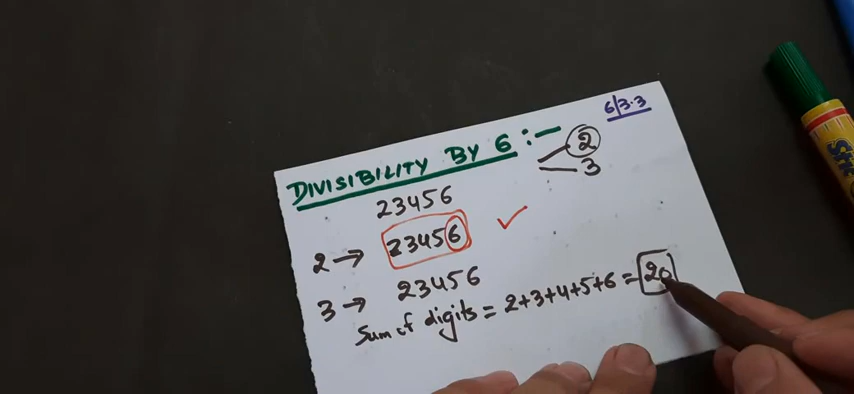 6/3.3
DIVISIBILITY BY 6 :-
2
3
23456
2 → 23456 ✓
3 → 23456
Sum of digits = 2+3+4+5+6 = 20